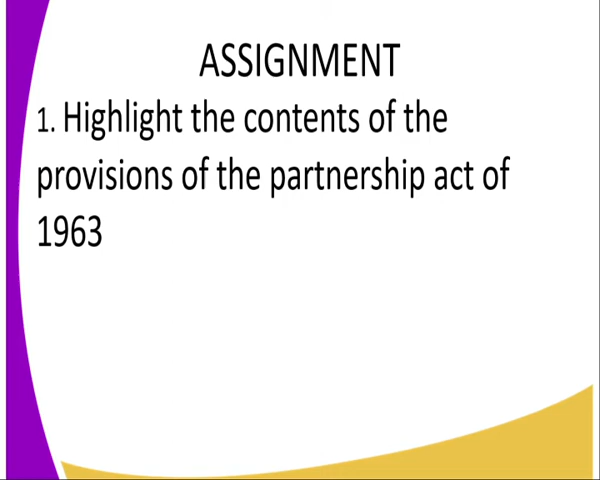 ASSIGNMENT
1. Highlight the contents of the
provisions of the partnership act of
1963